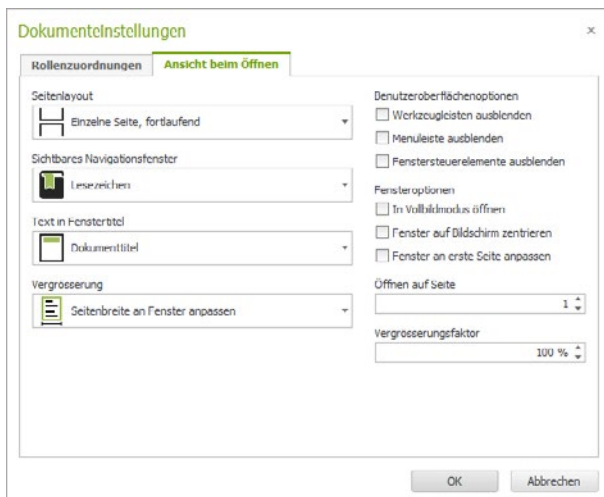 Dokumenteinstellungen
Rollenzuordnungen
Ansicht beim Öffnen
Seitenlayout
Einzelne Seite, fortlaufend
Sichtbares Navigationsfenster
Lesezeichen
Text in Fenstertitel
Dokumenttitel
Vergrösserung
Seitenbreite an Fenster anpassen
Benutzeroberflächenoptionen
Werkzeugleisten ausblenden
Menüleiste ausblenden
Fenstersteuerelemente ausblenden
Fensteroptionen
In Vollbildmodus öffnen
Fenster auf Bildschirm zentrieren
Fenster an erste Seite anpassen
Öffnen auf Seite
1
Vergrösserungsfaktor
100 %
OK
Abbrechen